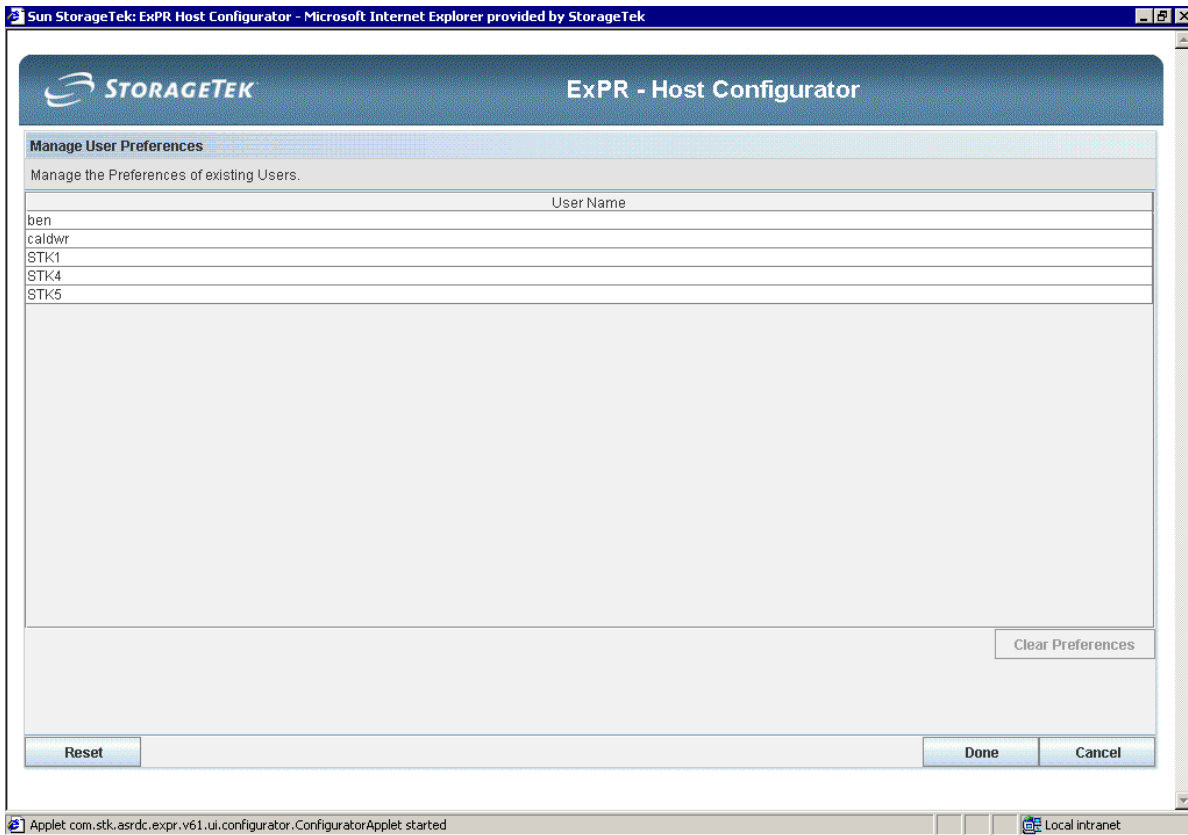 Sun StorageTek: ExPR Host Configurator - Microsoft Internet Explorer provided by StorageTek
STORAGETEK
ExPR - Host Configurator
Manage User Preferences
Manage the Preferences of existing Users.
User Name
ben
caldwr
STK1
STK4
STK5
Clear Preferences
Reset
Done
Cancel
Applet com.stk.asrdc.expr.v61.ui.configurator.ConfiguratorApplet started
Local intranet